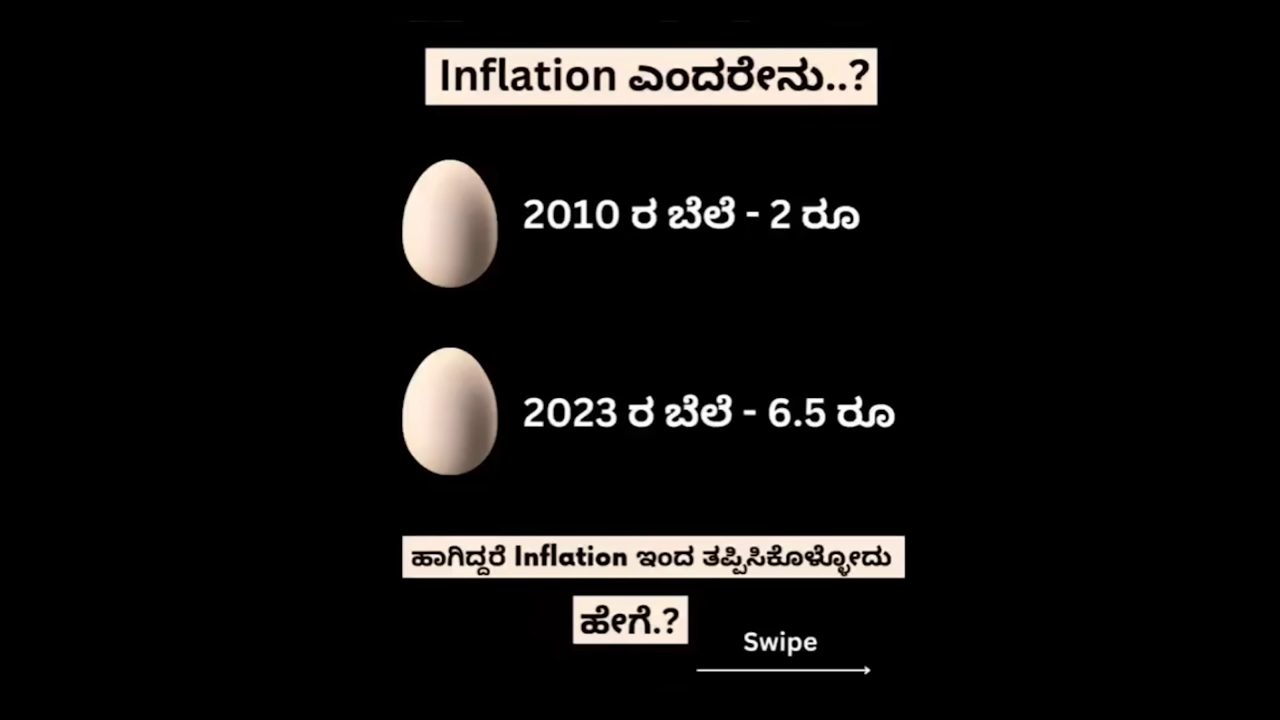 Inflation ಎಂದರೇನು..?
2010 ರ ಬೆಲೆ - 2 ರೂ
2023 ರ ಬೆಲೆ - 6.5 ರೂ
ಹಾಗಿದ್ದರೆ Inflation ಇಂದ ತಪ್ಪಿಸಿಕೊಳ್ಳೋದು
ಹೇಗೆ.?
Swipe